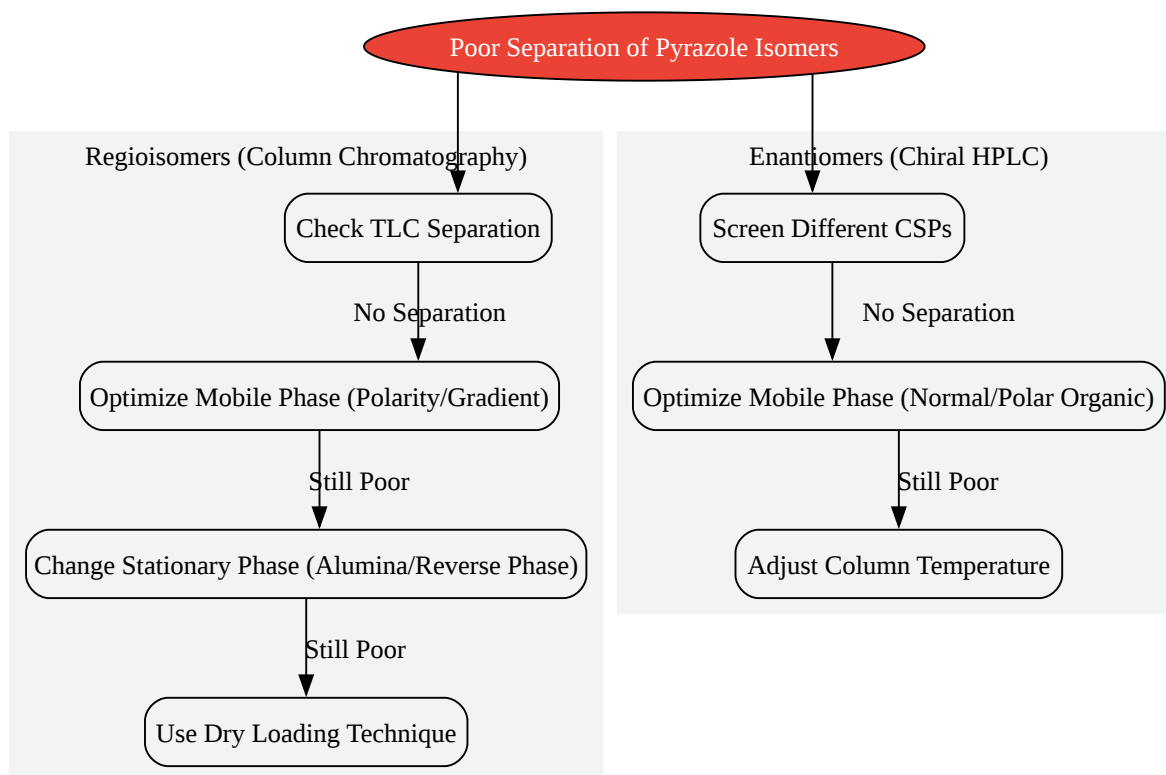 Poor Separation of Pyrazole Isomers
Regioisomers (Column Chromatography)
Check TLC Separation
No Separation
Optimize Mobile Phase (Polarity/Gradient)
Still Poor
Change Stationary Phase (Alumina/Reverse Phase)
Still Poor
Use Dry Loading Technique
Enantiomers (Chiral HPLC)
Screen Different CSPs
No Separation
Optimize Mobile Phase (Normal/Polar Organic)
Still Poor
Adjust Column Temperature